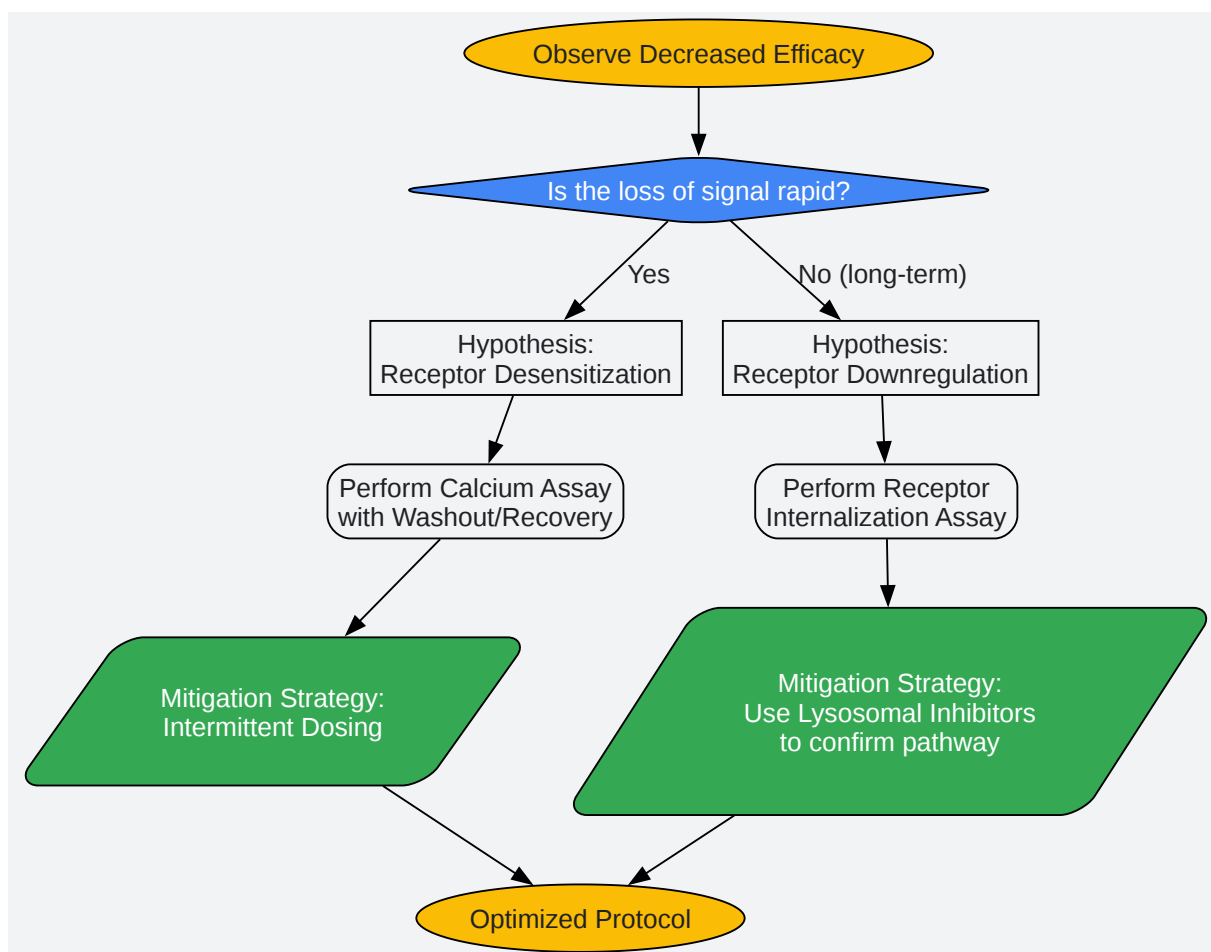 Observe Decreased Efficacy
Is the loss of signal rapid?
Yes
No (long-term)
Hypothesis:
Receptor Desensitization
Hypothesis:
Receptor Downregulation
Perform Calcium Assay
with Washout/Recovery
Perform Receptor
Internalization Assay
Mitigation Strategy:
Intermittent Dosing
Mitigation Strategy:
Use Lysosomal Inhibitors
to confirm pathway
Optimized Protocol